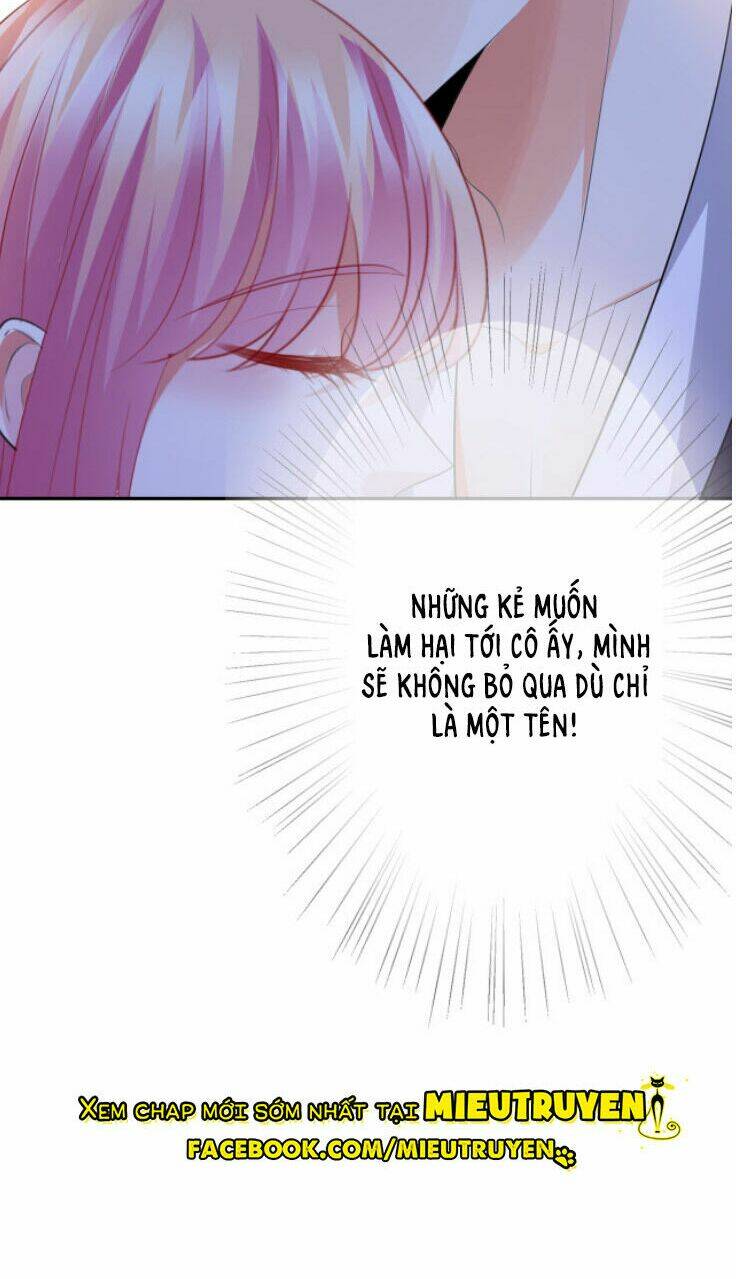 NHỮNG KẺ MUỐN
LÀM HẠI TỚI CÔ ẤY, MÌNH
SẼ KHÔNG BỎ QUA DÙ CHỈ
LÀ MỘT TÊN!
XEM CHAP MỚI SỚM NHẤT TẠI MIEUTRUYEN
FACEBOOK.COM/MIEUTRUYEN